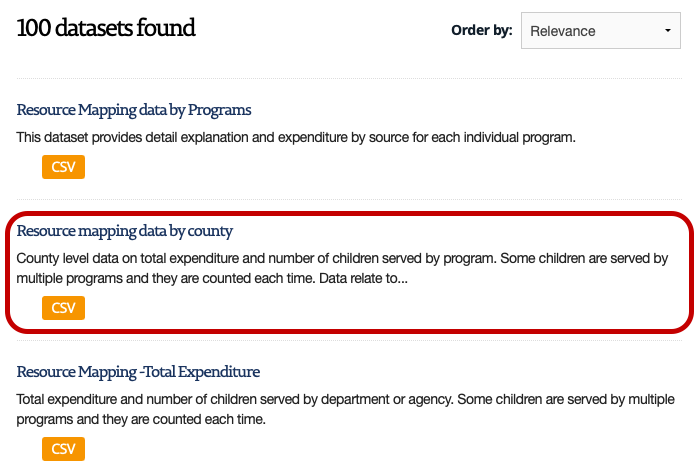 100 datasets found
Order by:
Relevance
Resource Mapping data by Programs
This dataset provides detail explanation and expenditure by source for each individual program.
CSV
Resource mapping data by county
County level data on total expenditure and number of children served by program. Some children are served by
multiple programs and they are counted each time. Data relate to...
CSV
Resource Mapping -Total Expenditure
Total expenditure and number of children served by department or agency. Some children are served by multiple
programs and they are counted each time.
CSV